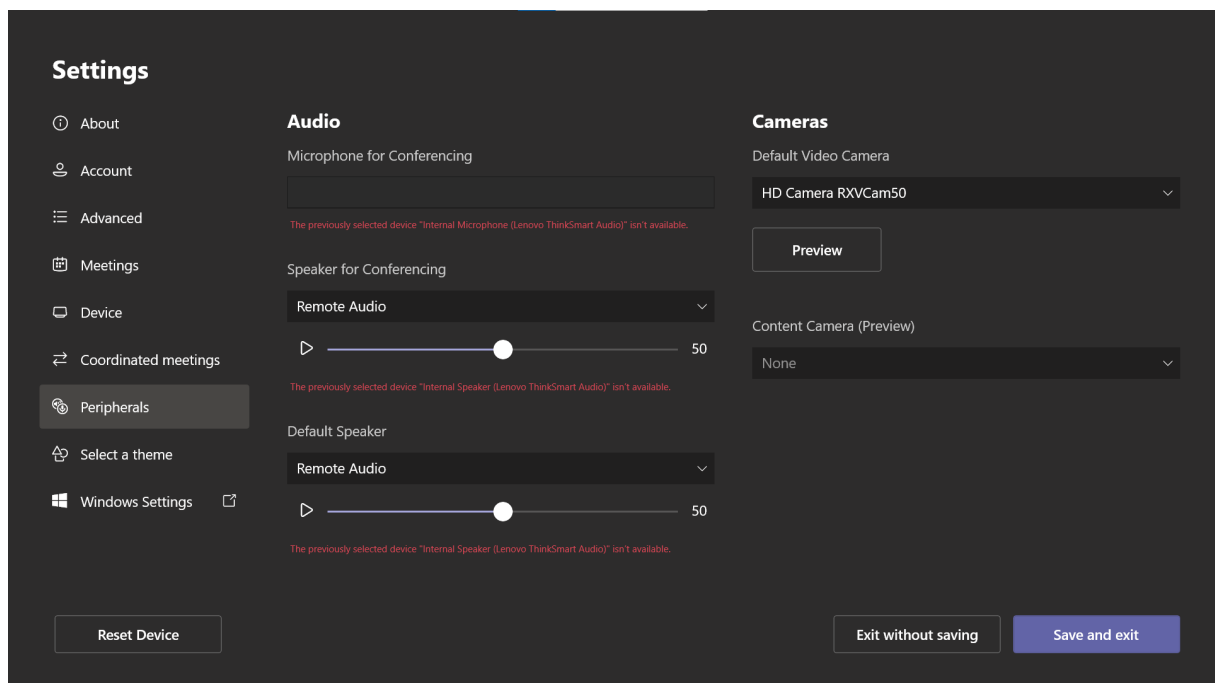 Settings
About
Account
Advanced
Meetings
Device
Coordinated meetings
Peripherals
Select a theme
Windows Settings
Reset Device
Audio
Microphone for Conferencing
The previously selected device "Internal Microphone (Lenovo ThinkSmart Audio)" isn't available.
Speaker for Conferencing
Remote Audio
50
The previously selected device "Internal Speaker (Lenovo ThinkSmart Audio)" isn't available.
Default Speaker
Remote Audio
50
The previously selected device "Internal Speaker (Lenovo ThinkSmart Audio)" isn't available.
Cameras
Default Video Camera
HD Camera RXVCam50
Preview
Content Camera (Preview)
None
Exit without saving
Save and exit